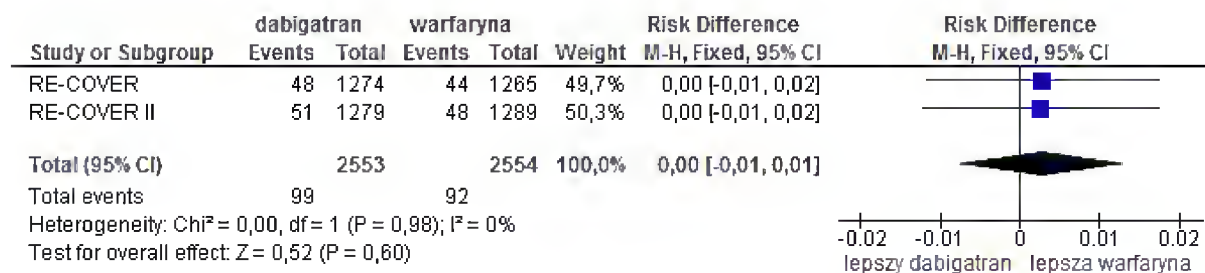 dabigatran warfaryna Risk Difference Risk Difference
Study or Subgroup Events Total Events Total Weight M-H, Fixed, 95% CI M-H, Fixed, 95% CI
RE-COVER 48 1274 44 1265 49,7% 0,00 [-0,01, 0,02]
RE-COVER II 51 1279 48 1289 50,3% 0,00 [-0,01, 0,02]
Total (95% CI) 2553 2554 100,0% 0,00 [-0,01, 0,01]
Total events 99 92
Heterogeneity: Chi² = 0,00, df = 1 (P = 0,98); I² = 0%
Test for overall effect: Z = 0,52 (P = 0,60)
-0.02 -0.01 0 0.01 0.02
lepszy dabigatran lepsza warfaryna